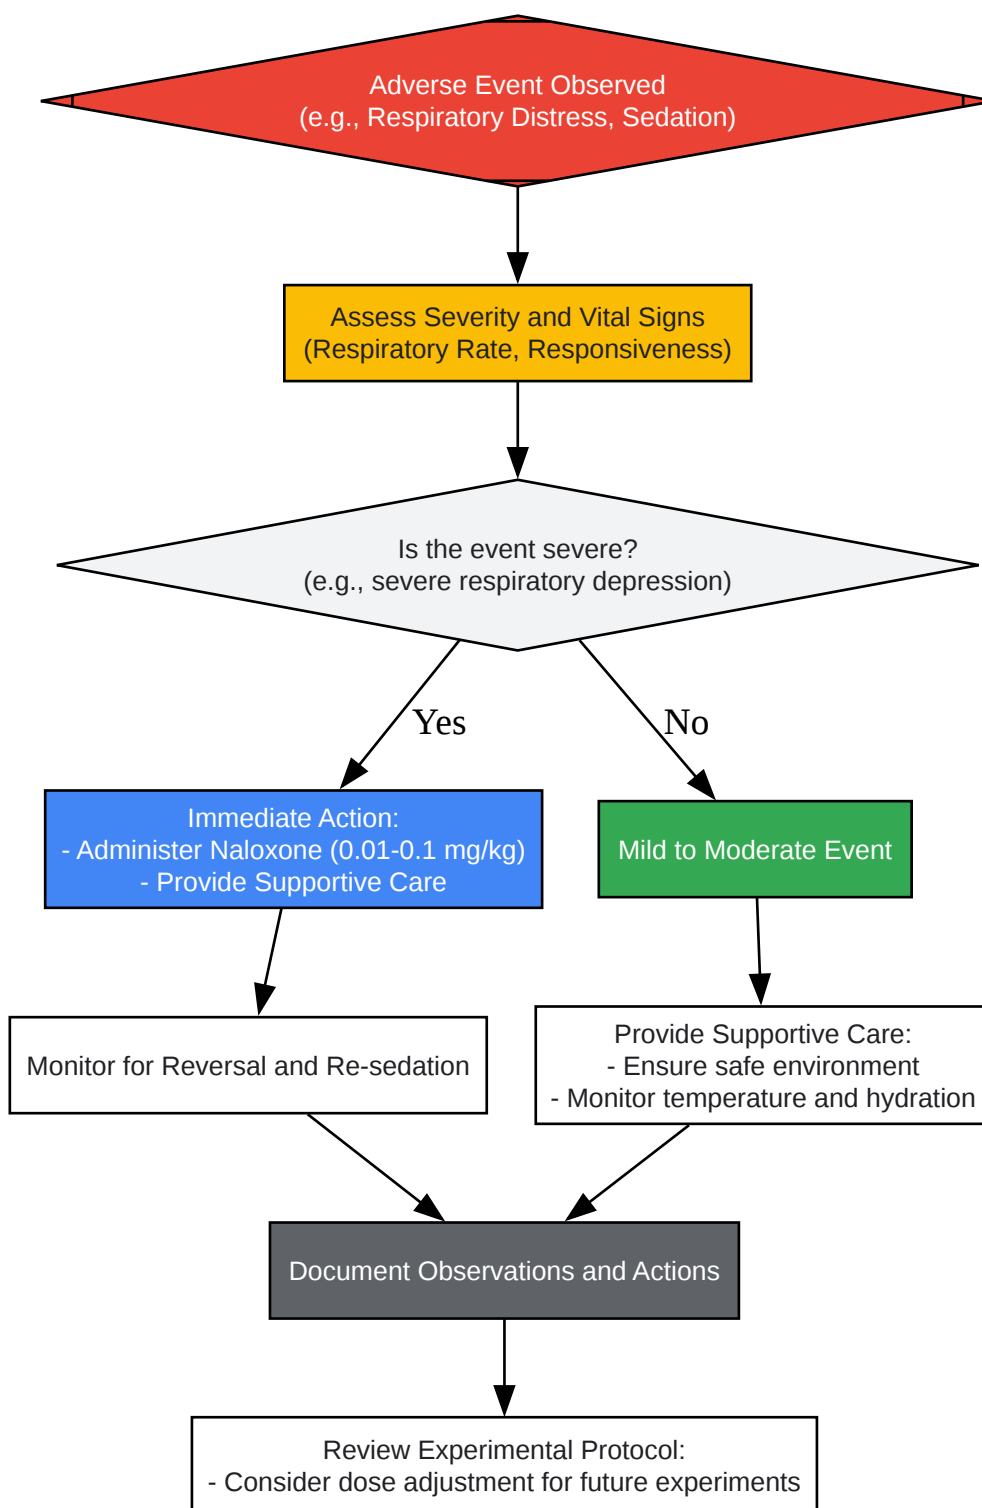 Adverse Event Observed
(e.g., Respiratory Distress, Sedation)
Assess Severity and Vital Signs
(Respiratory Rate, Responsiveness)
Is the event severe?
(e.g., severe respiratory depression)
Yes
No
Immediate Action:
- Administer Naloxone (0.01-0.1 mg/kg)
- Provide Supportive Care
Mild to Moderate Event
Monitor for Reversal and Re-sedation
Provide Supportive Care:
- Ensure safe environment
- Monitor temperature and hydration
Document Observations and Actions
Review Experimental Protocol:
- Consider dose adjustment for future experiments